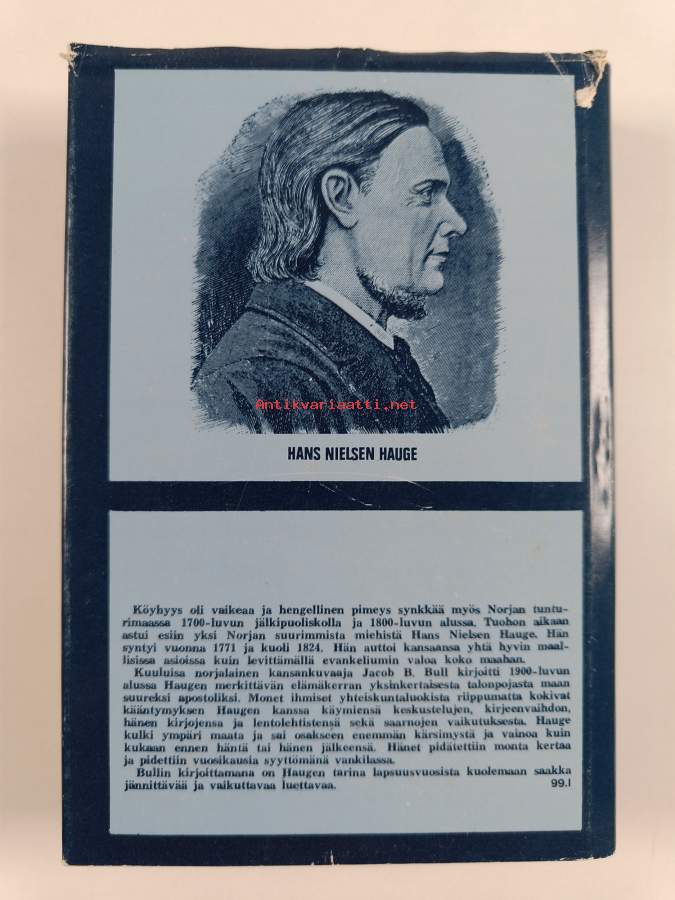 Antikvariaatti.net
HANS NIELSEN HAUGE
Köyhyys oli vaikeaa ja hengellinen pimeys synkkää myös Norjan tuntu-
rimaassa 1700-luvun jälkipuoliskolla ja 1800-luvun alussa. Tuohon aikaan
astui esiin yksi Norjan suurimmista miehistä Hans Nielsen Hauge. Hän
syntyi vuonna 1771 ja kuoli 1824. Hän auttoi kansaansa yhtä hyvin maal-
lisissa asioissa kuin levittämällä evankeliumin valoa koko maahan.
Kuuluisa norjalainen kansankuvaaja Jacob B. Bull kirjoitti 1900-luvun
alussa Haugen merkittävän elämäkerran yksinkertaisesta talonpojasta maan
suureksi apostoliksi. Monet ihmiset yhteiskuntaluokista riippumatta kokivat
kääntymyksen Haugen kanssa käymiensä keskustelujen, kirjeenvaihdon,
hänen kirjojensa ja lentolehtistensä sekä saarnojen vaikutuksesta. Hauge
kulki ympäri maata ja sai osakseen enemmän kärsimystä ja vainoa kuin
kukaan ennen häntä tai hänen jälkeensä. Hänet pidätettiin monta kertaa
ja pidettiin vuosikausia syyttömänä vankilassa.
Bullin kirjoittamana on Haugen tarina lapsuusvuosista kuolemaan saakka
jännittävää ja vaikuttavaa luettavaa. 99.1